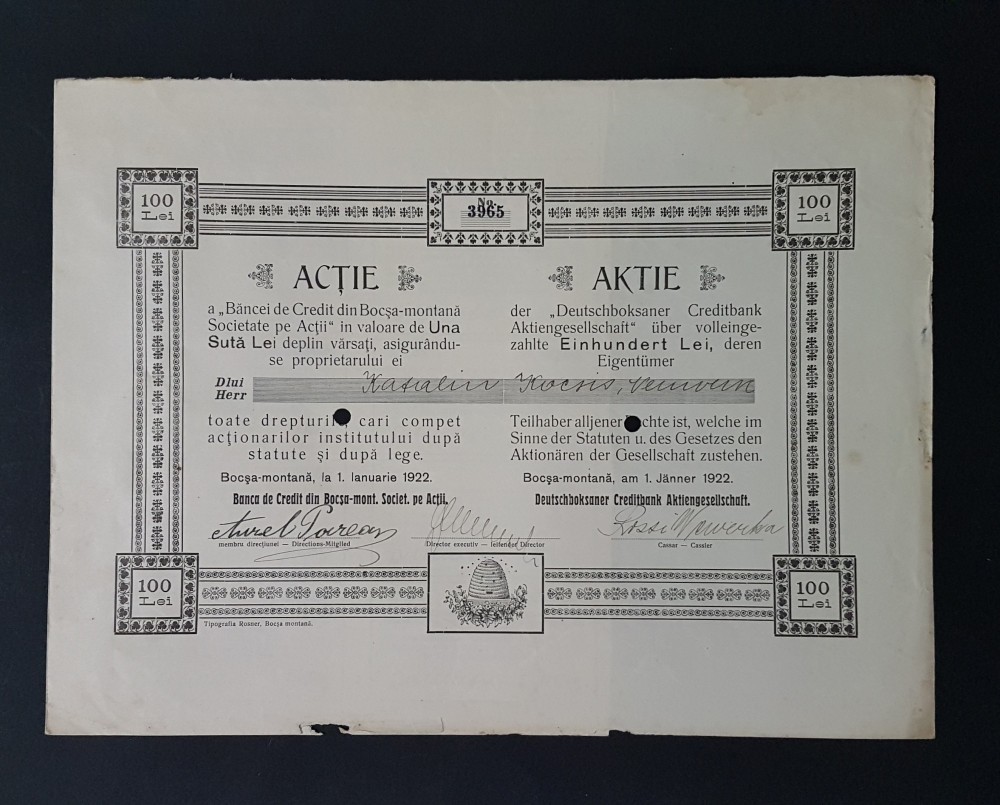 100 Lei
No. 3965
100 Lei
ACȚIE
a „Băncei de Credit din Bocșa-montană
Societate pe Acții" in valoare de Una
Sută Lei deplin vărsați, asigurându-
se proprietarului ei
AKTIE
der „Deutschboksaner Creditbank
Aktiengesellschaft" über volleinge-
zahlte Einhundert Lei, deren
Eigentümer
Dlui
Herr
Katalin Kocsis,
toate drepturile cari compet
acționarilor institutului după
statute și după lege.
Bocșa-montană, la 1. Ianuarie 1922.
Banca de Credit din Bocșa-mont. Societ. pe Acții.
Teilhaber alljener chte ist, welche im
Sinne der Statuten u. des Gesetzes den
Aktionären der Gesellschaft zustehen.
Bocșa-montană, am 1. Jänner 1922.
Deutschboksaner Creditbank Aktiengesellschaft.
Aurel
membru direcțiunei — Directions-Mitglied
Director executiv — leitender Director
Cassar — Cassier
100 Lei
100 Lei
Tipografia Rosner, Bocșa montană.